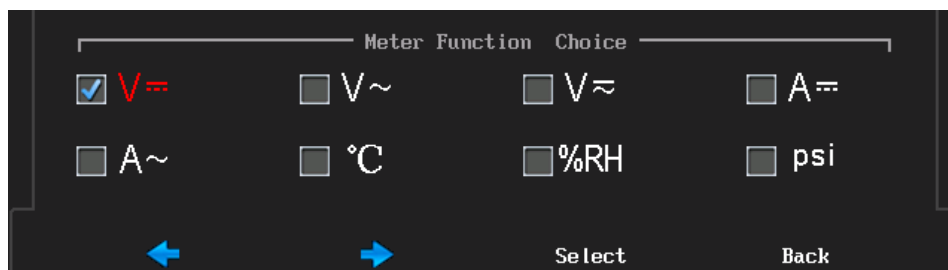 Meter Function Choice
V⎓ V~ V≂ A⎓
A~ ℃ %RH psi
Select Back